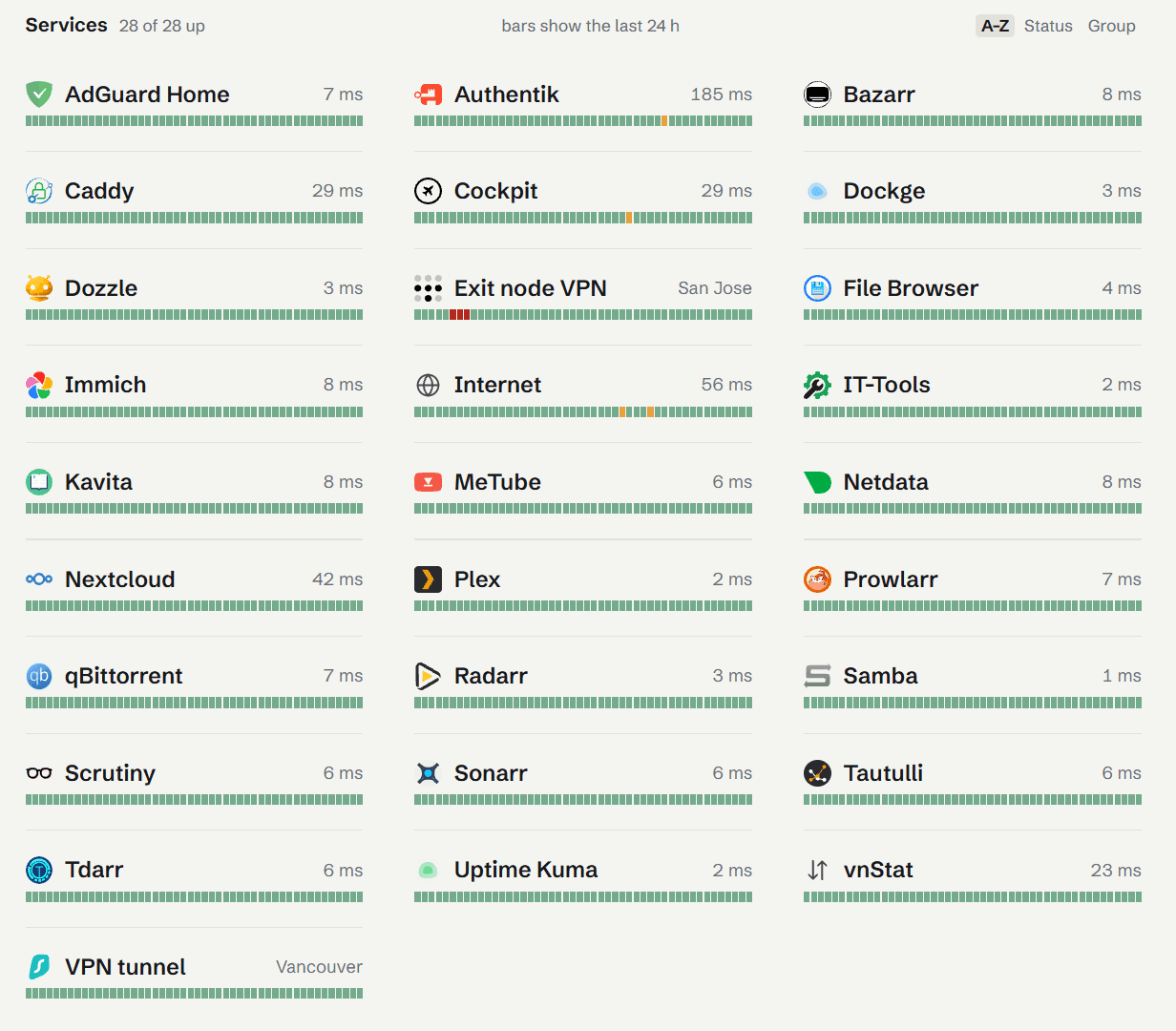 Services 28 of 28 up bars show the last 24 h A-Z Status Group
AdGuard Home 7 ms Authentik 185 ms Bazarr 8 ms
Caddy 29 ms Cockpit 29 ms Dockge 3 ms
Dozzle 3 ms Exit node VPN San Jose File Browser 4 ms
Immich 8 ms Internet 56 ms IT-Tools 2 ms
Kavita 8 ms MeTube 6 ms Netdata 8 ms
Nextcloud 42 ms Plex 2 ms Prowlarr 7 ms
qb qBittorrent 7 ms Radarr 3 ms Samba 1 ms
Scrutiny 6 ms Sonarr 6 ms Tautulli 6 ms
T Tdarr 6 ms Uptime Kuma 2 ms vnStat 23 ms
VPN tunnel Vancouver